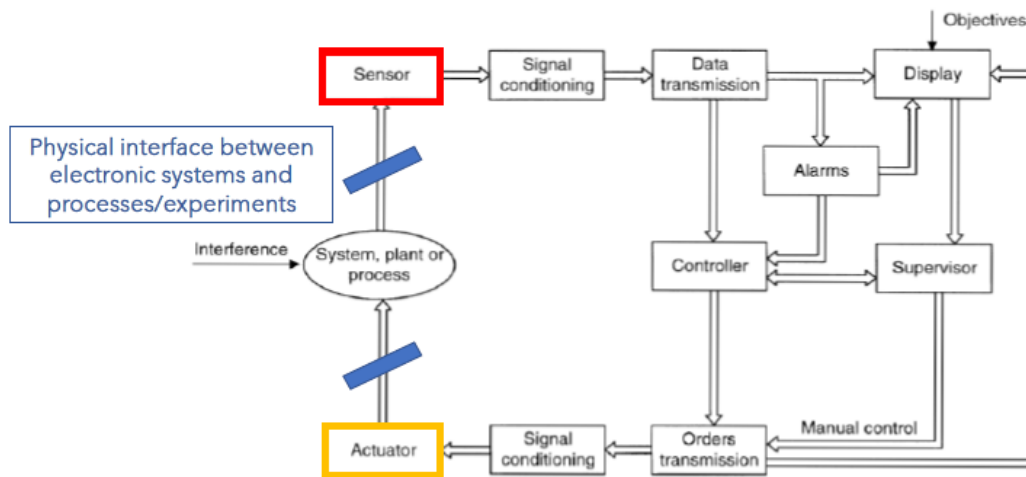 Objectives
Sensor
Signal
conditioning
Data
transmission
Display
Physical interface between
electronic systems and
processes/experiments
Alarms
Interference
System, plant or
process
Controller
Supervisor
Manual control
Actuator
Signal
conditioning
Orders
transmission